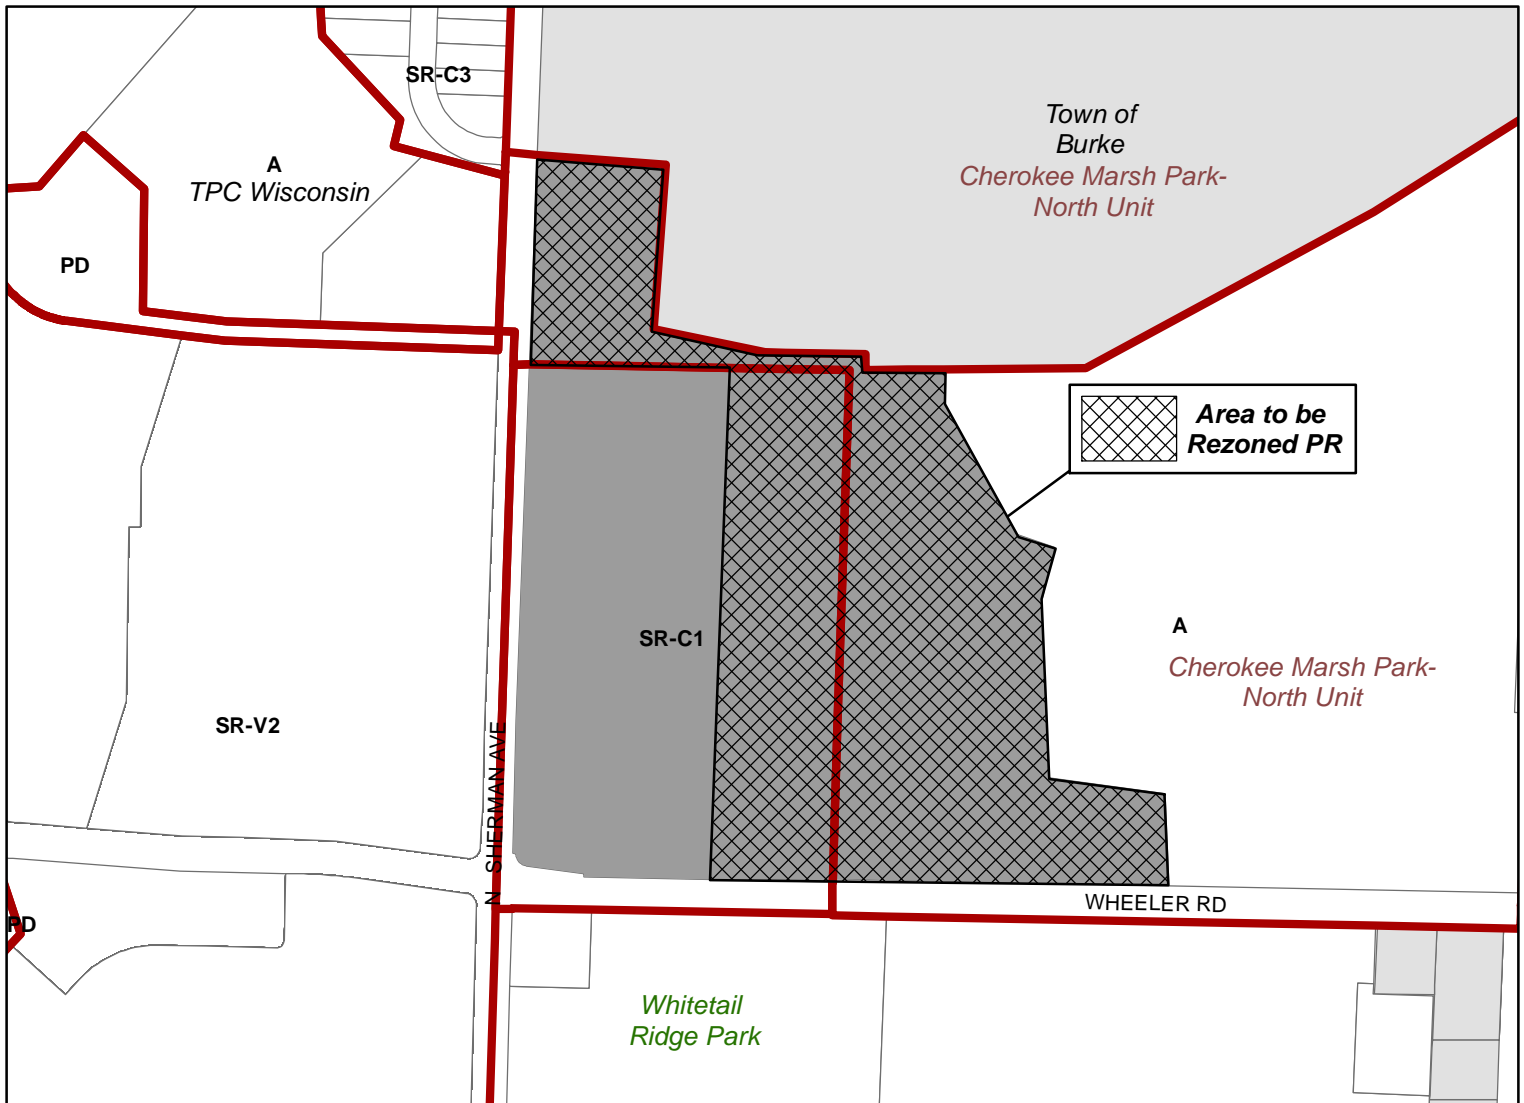 SR-C3
Town of
Burke
Cherokee Marsh Park-
North Unit
A
TPC Wisconsin
PD
Area to be
Rezoned PR
SR-C1
A
Cherokee Marsh Park-
North Unit
SR-V2
N SHERMAN AVE
WHEELER RD
PD
Whitetail
Ridge Park